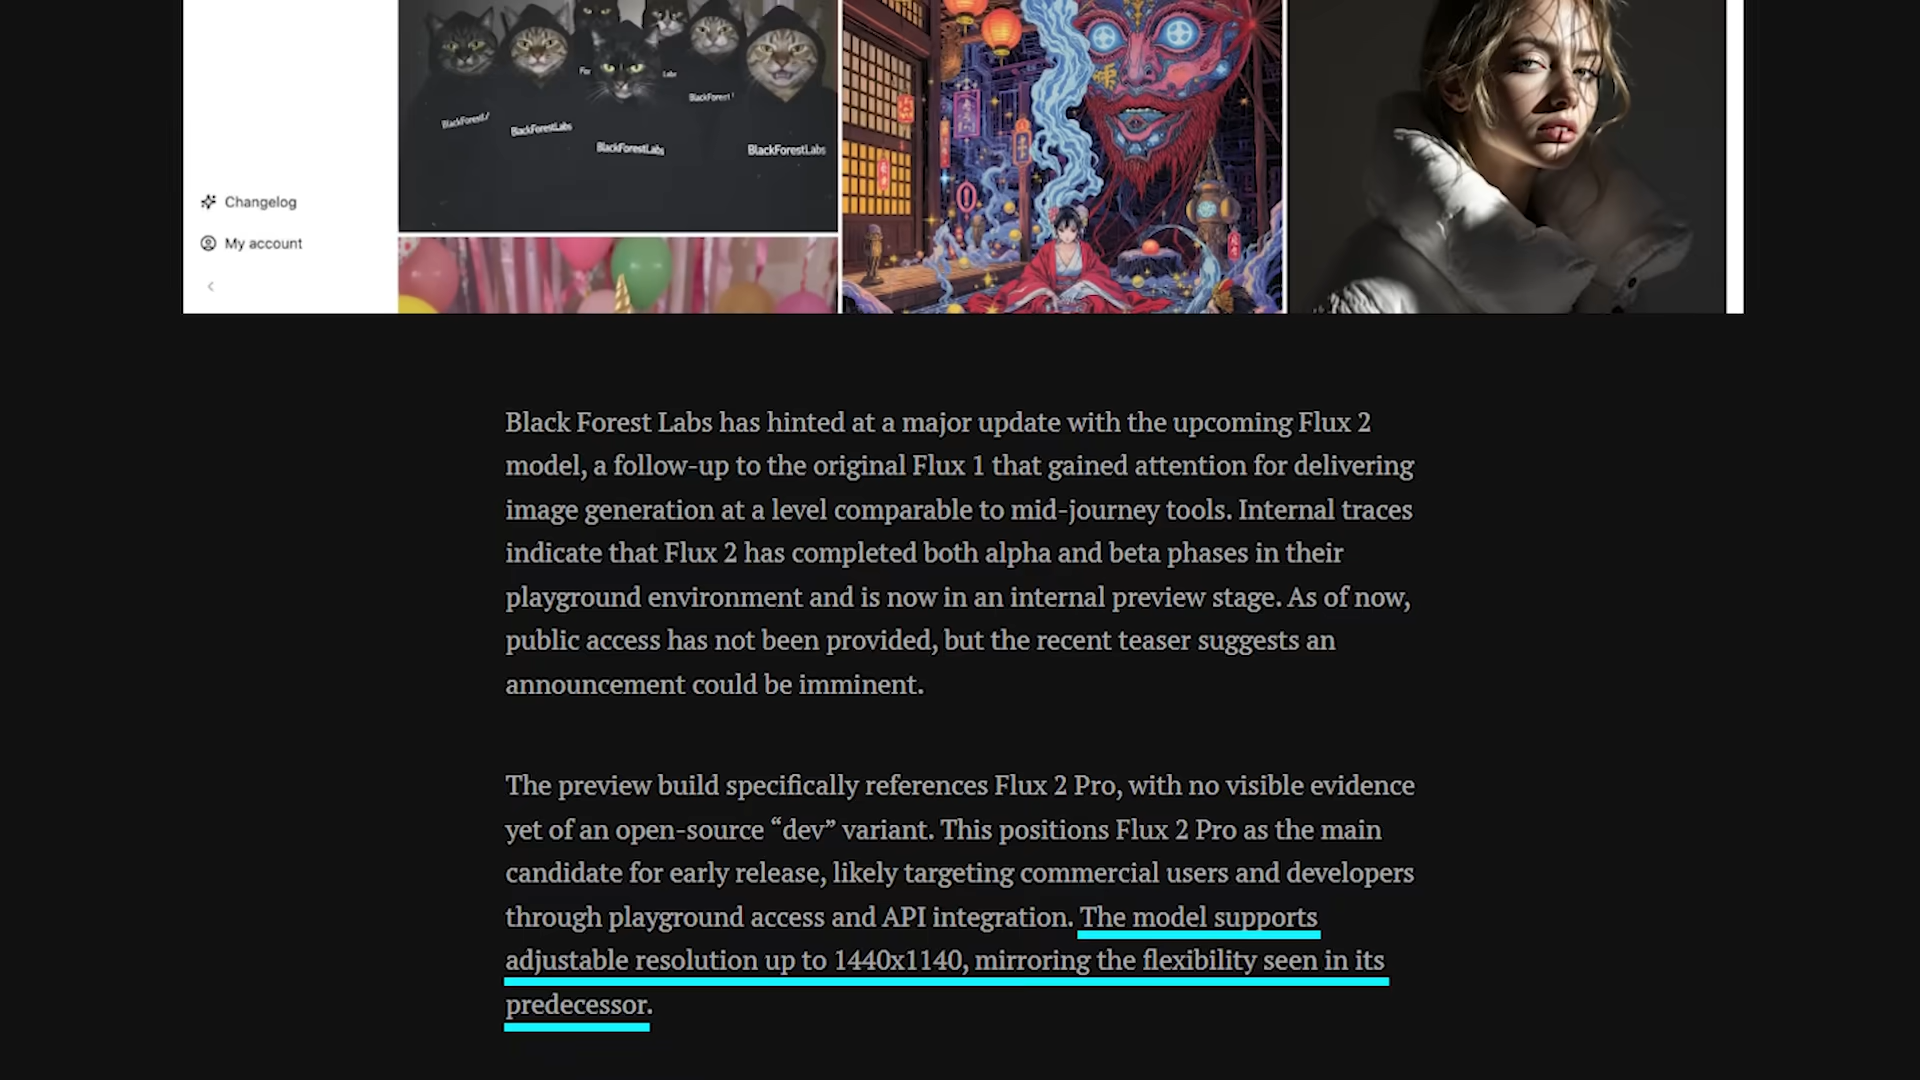 For
Labs
BlackForest
BlackForestLabs
BlackForestLabs
BlackForestLabs
Changelog
My account
Black Forest Labs has hinted at a major update with the upcoming Flux 2
model, a follow-up to the original Flux 1 that gained attention for delivering
image generation at a level comparable to mid-journey tools. Internal traces
indicate that Flux 2 has completed both alpha and beta phases in their
playground environment and is now in an internal preview stage. As of now,
public access has not been provided, but the recent teaser suggests an
announcement could be imminent.
The preview build specifically references Flux 2 Pro, with no visible evidence
yet of an open-source “dev” variant. This positions Flux 2 Pro as the main
candidate for early release, likely targeting commercial users and developers
through playground access and API integration. The model supports
adjustable resolution up to 1440x1140, mirroring the flexibility seen in its
predecessor.